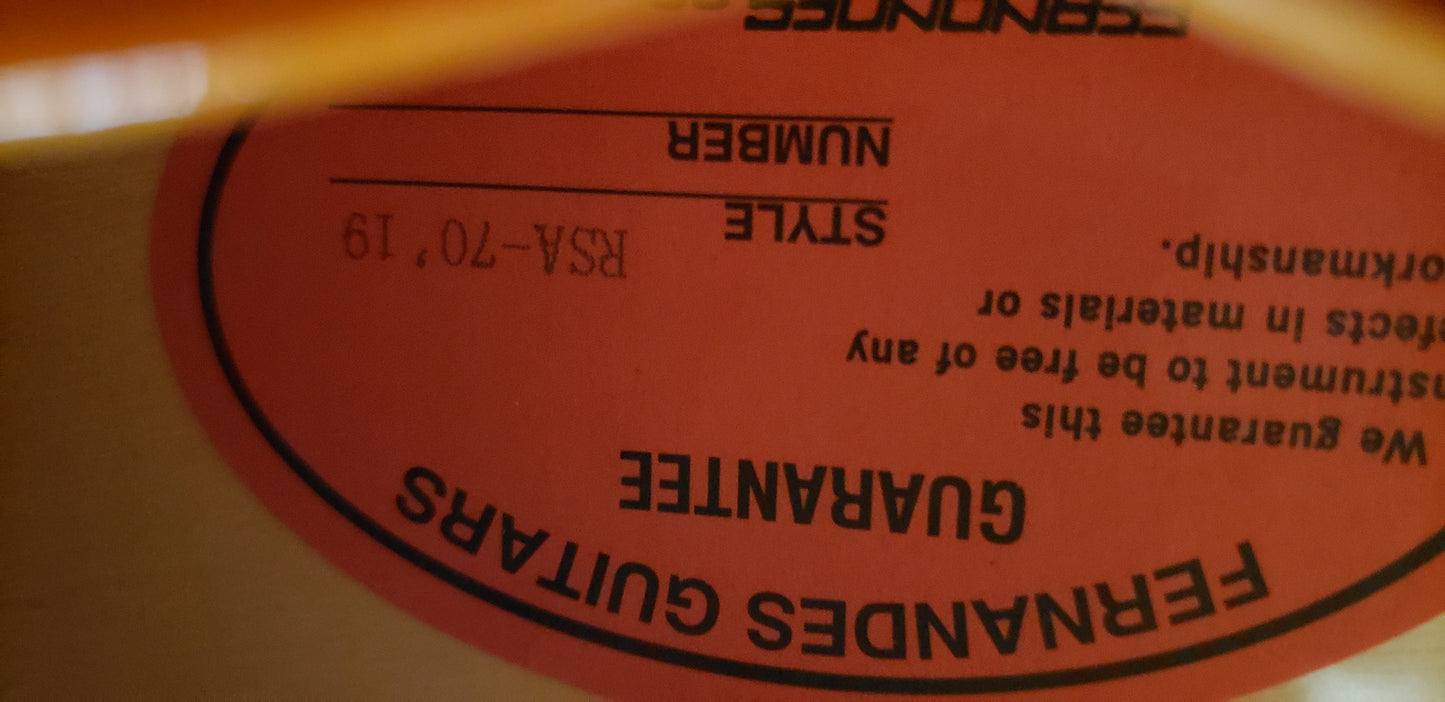 FERNANDES GUITARS
GUARANTEE
We guarantee this
nstrument to be free of any
efects in materials or
orkmanship.
STYLE RSA-70'19
NUMBER
FERNANDES